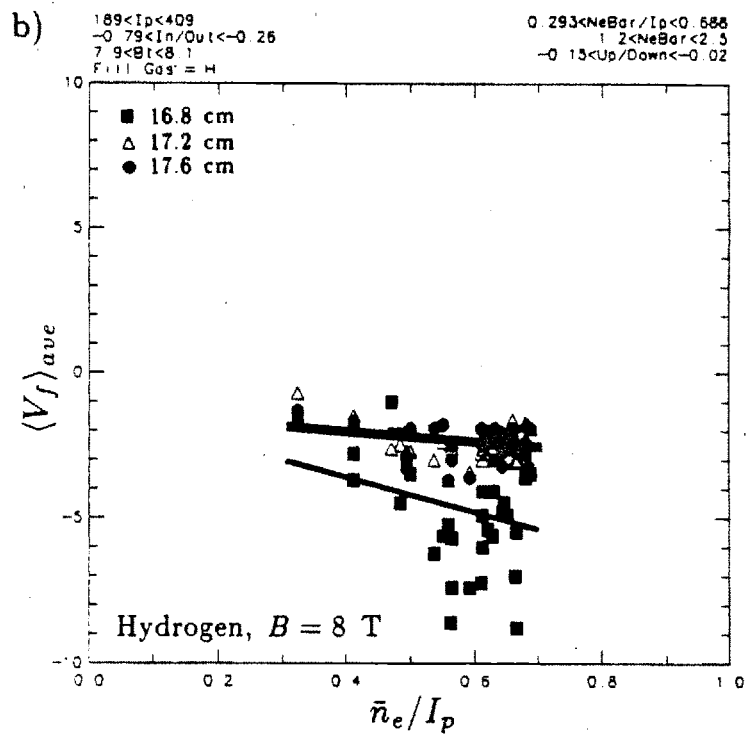 b)
189<Ip<409
-0.79<In/Out<-0.26
7.9<Bt<8.1
Fill Gas = H
0.293<NeBar/Ip<0.688
1.2<NeBar<2.5
-0.15<Up/Down<-0.02
10
■ 16.8 cm
△ 17.2 cm
● 17.6 cm
5
0
⟨V_f⟩_ave
-5
Hydrogen, B = 8 T
-10
0.0 0.2 0.4 0.6 0.8 1.0
n̄_e/I_p